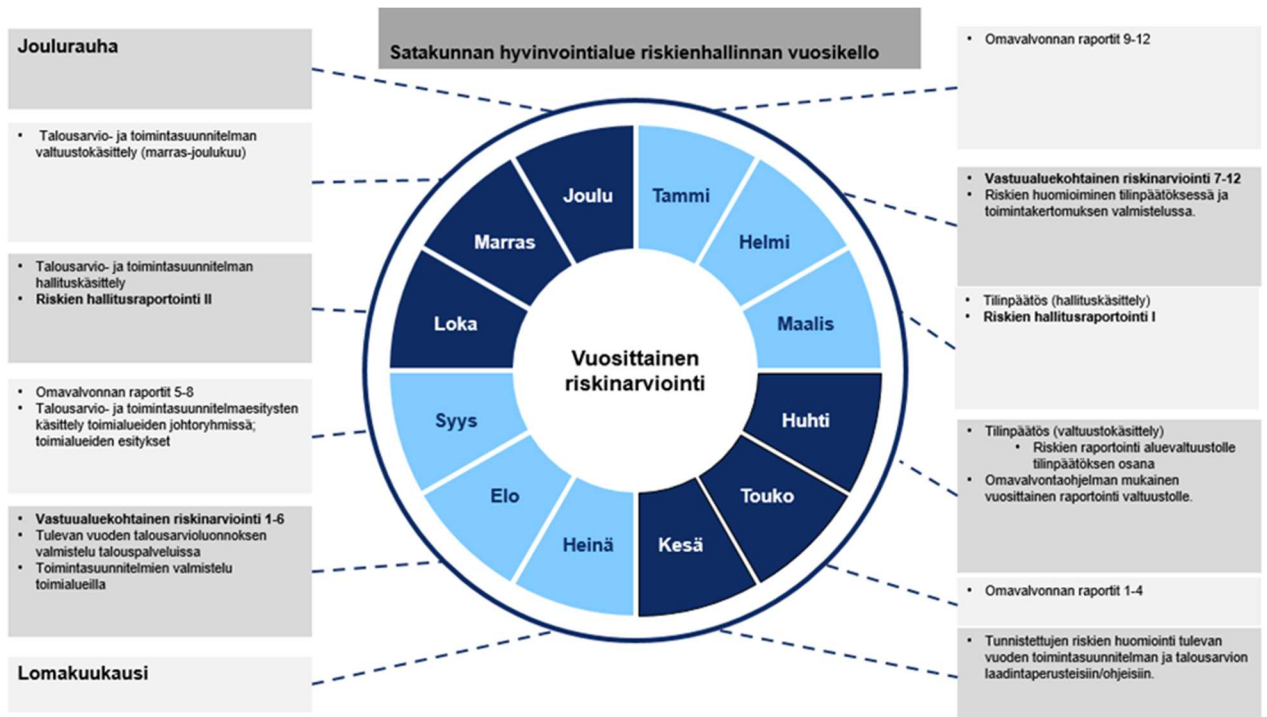 Satakunnan hyvinvointialue riskienhallinnan vuosikello
Joulurauha
• Talousarvio- ja toimintasuunnitelman
valtuustokäsittely (marras-joulukuu)
• Talousarvio- ja toimintasuunnitelman
hallituskäsittely
• Riskien hallitusraportointi II
• Omavalvonnan raportit 5-8
• Talousarvio- ja toimintasuunnitelmaesitysten
käsittely toimialueiden johtoryhmissä;
toimialueiden esitykset
• Vastuualuekohtainen riskinarviointi 1-6
• Tulevan vuoden talousarvioluonnoksen
valmistelu talouspalveluissa
• Toimintasuunnitelmien valmistelu
toimialueilla
Lomakuukausi
Joulu
Tammi
Marras
Helmi
Loka
Maalis
Vuosittainen
riskinarviointi
Syys
Huhti
Elo
Touko
Heinä
Kesä
• Omavalvonnan raportit 9-12
• Vastuualuekohtainen riskinarviointi 7-12
• Riskien huomioiminen tilinpäätöksessä ja
toimintakertomuksen valmistelussa.
• Tilinpäätös (hallituskäsittely)
• Riskien hallitusraportointi I
• Tilinpäätös (valtuustokäsittely)
• Riskien raportointi aluevaltuustolle
tilinpäätöksen osana
• Omavalvontaohjelman mukainen
vuosittainen raportointi valtuustolle.
• Omavalvonnan raportit 1-4
• Tunnistettujen riskien huomiointi tulevan
vuoden toimintasuunnitelman ja talousarvion
laadintaperusteisiin/ohjeisiin.